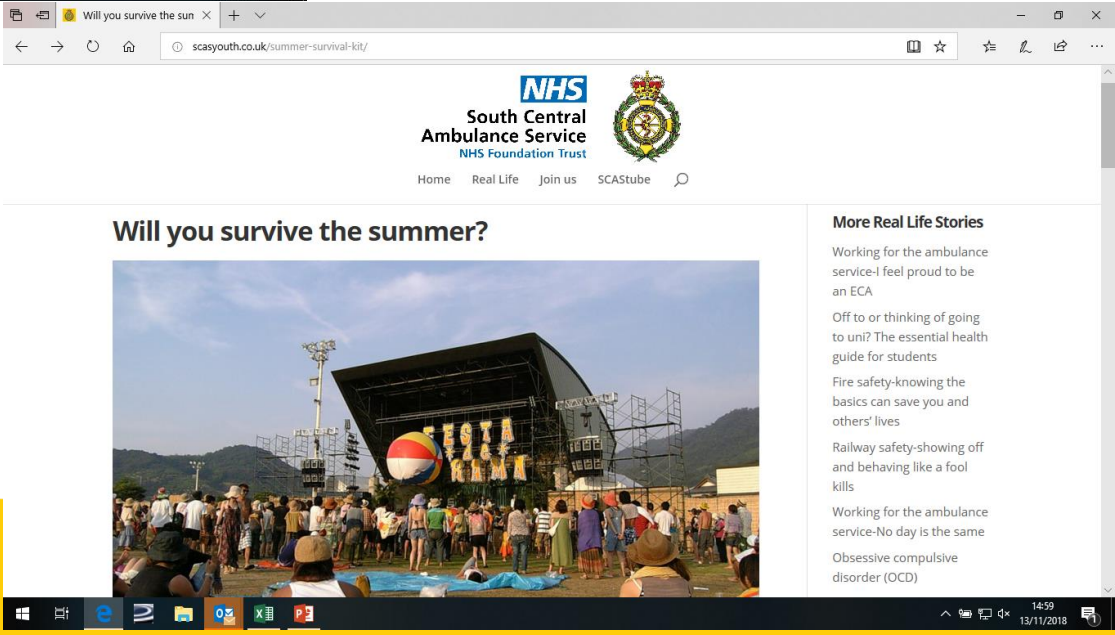 Will you survive the sun
scasyouth.co.uk/summer-survival-kit/
NHS
South Central
Ambulance Service
NHS Foundation Trust
Home Real Life Join us SCAStube
Will you survive the summer?
FESTA
de
RAMA
More Real Life Stories
Working for the ambulance
service-I feel proud to be
an ECA
Off to or thinking of going
to uni? The essential health
guide for students
Fire safety-knowing the
basics can save you and
others' lives
Railway safety-showing off
and behaving like a fool
kills
Working for the ambulance
service-No day is the same
Obsessive compulsive
disorder (OCD)
14:59
13/11/2018